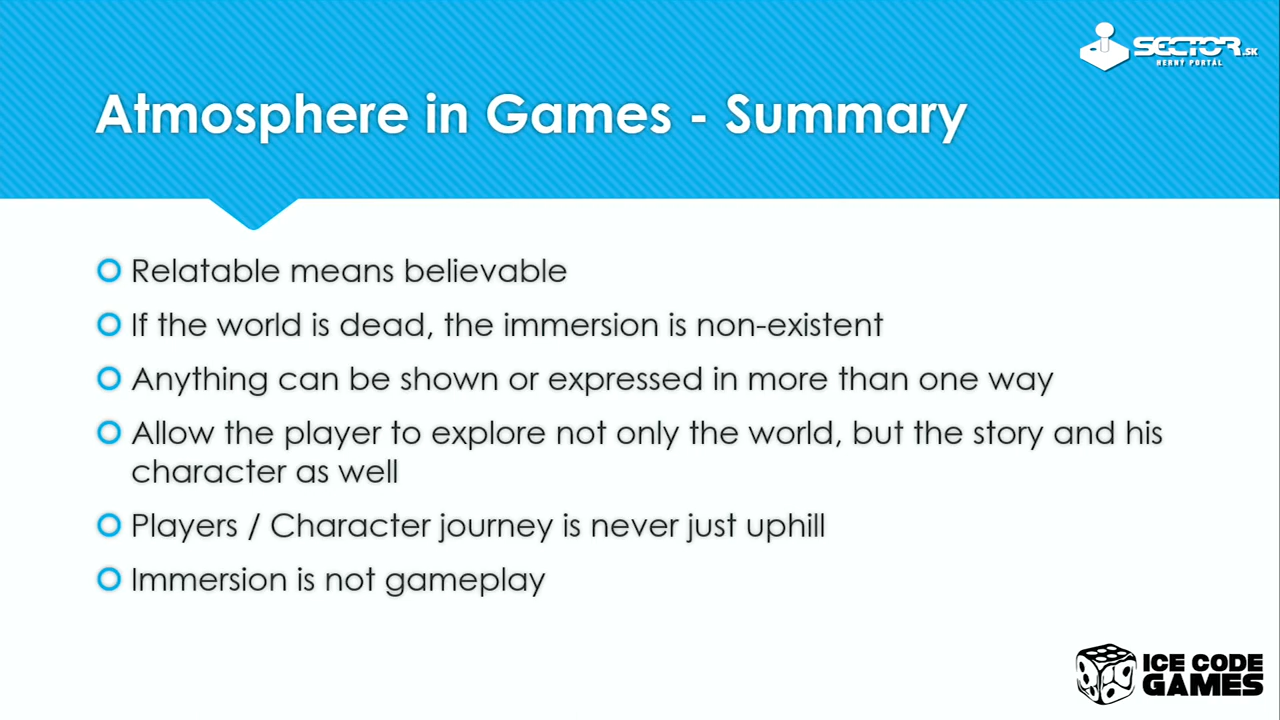 SECTOR.SK
HERNÝ PORTÁL
Atmosphere in Games - Summary
Relatable means believable
If the world is dead, the immersion is non-existent
Anything can be shown or expressed in more than one way
Allow the player to explore not only the world, but the story and his
character as well
Players / Character journey is never just uphill
Immersion is not gameplay
ICE CODE
GAMES